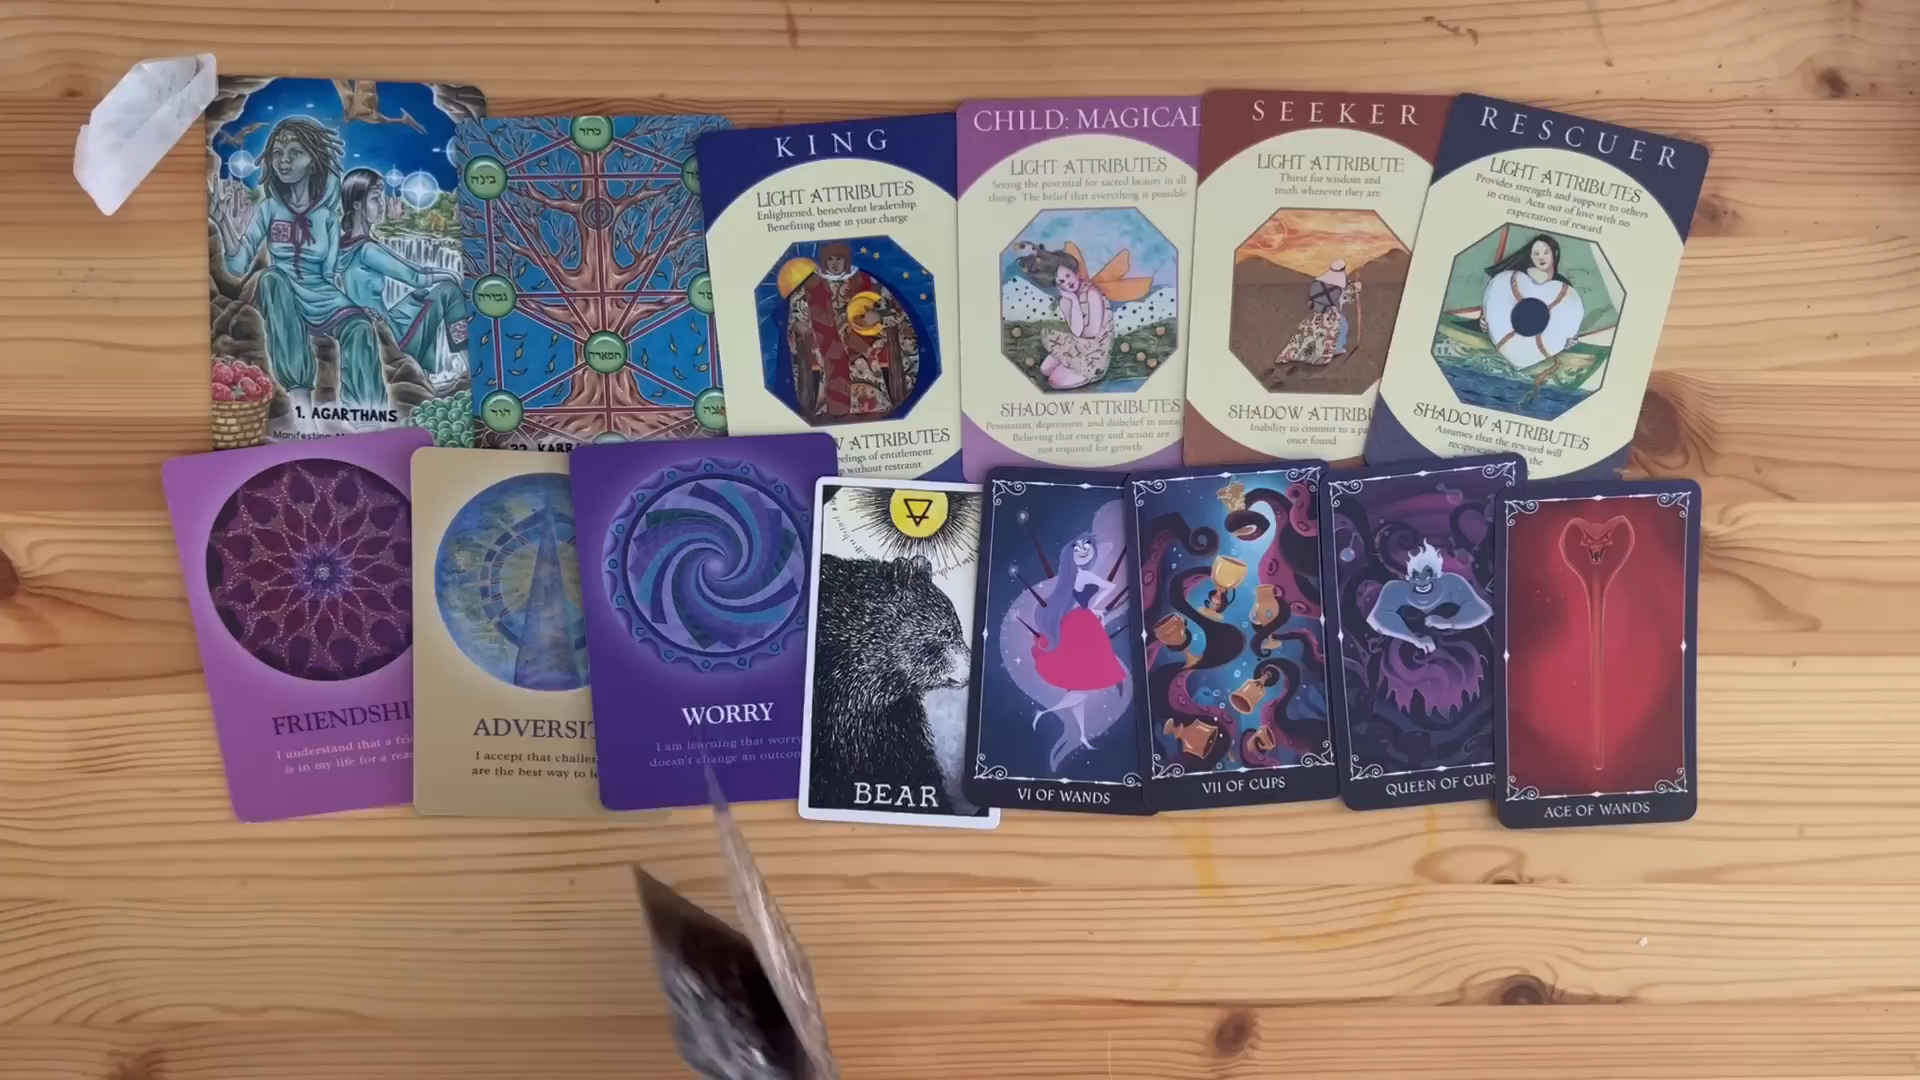 1. AGARTHANS
כתר
בינה
גבורה
תפארה
הוד
KING
LIGHT ATTRIBUTES
Enlightened, benevolent leadership
Benefiting those in your charge
ATTRIBUTES
feelings of entitlement
without restraint
CHILD: MAGICAL
LIGHT ATTRIBUTES
Seeing the potential for sacred beauty in all
things. The belief that everything is possible
SHADOW ATTRIBUTES
Pessimism, depression, and disbelief in
Believing that energy and action are
not required for growth
SEEKER
LIGHT ATTRIBUTE
Thirst for wisdom and
truth wherever they are
SHADOW
Inability to commit to a
once found
RESCUER
LIGHT ATTRIBUTES
Provides strength and support to others
in crisis. Acts out of love with no
expectation of reward
SHADOW ATTRIBUTES
Assumes that the rescued will
the
FRIENDSHI
I understand that a
is in my life for a
ADVERSIT
I accept that
are the best way to
WORRY
I am learning that worry
doesn't change an
BEAR
VI OF WANDS
VII OF CUPS
QUEEN OF CUPS
ACE OF WANDS